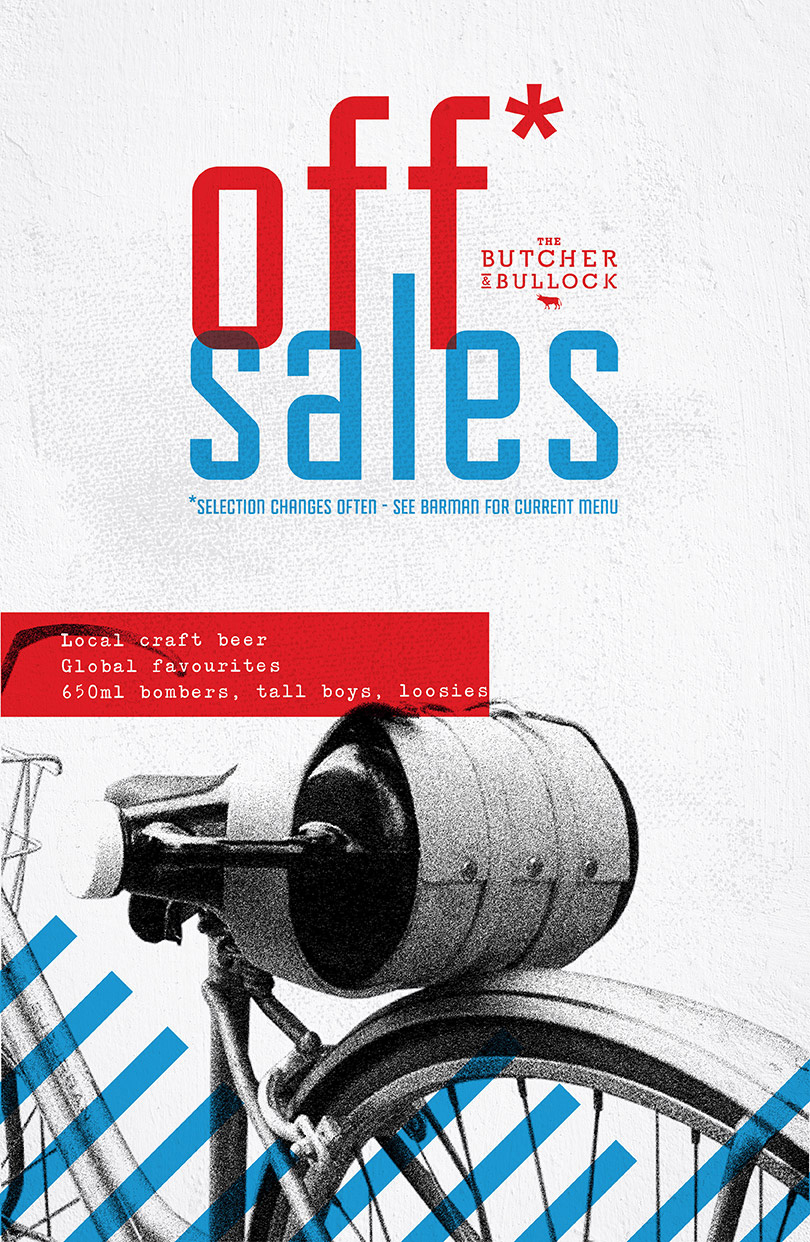 off*
THE
BUTCHER
& BULLOCK
sales
*SELECTION CHANGES OFTEN - SEE BARMAN FOR CURRENT MENU
Local craft beer
Global favourites
650ml bombers, tall boys, loosies